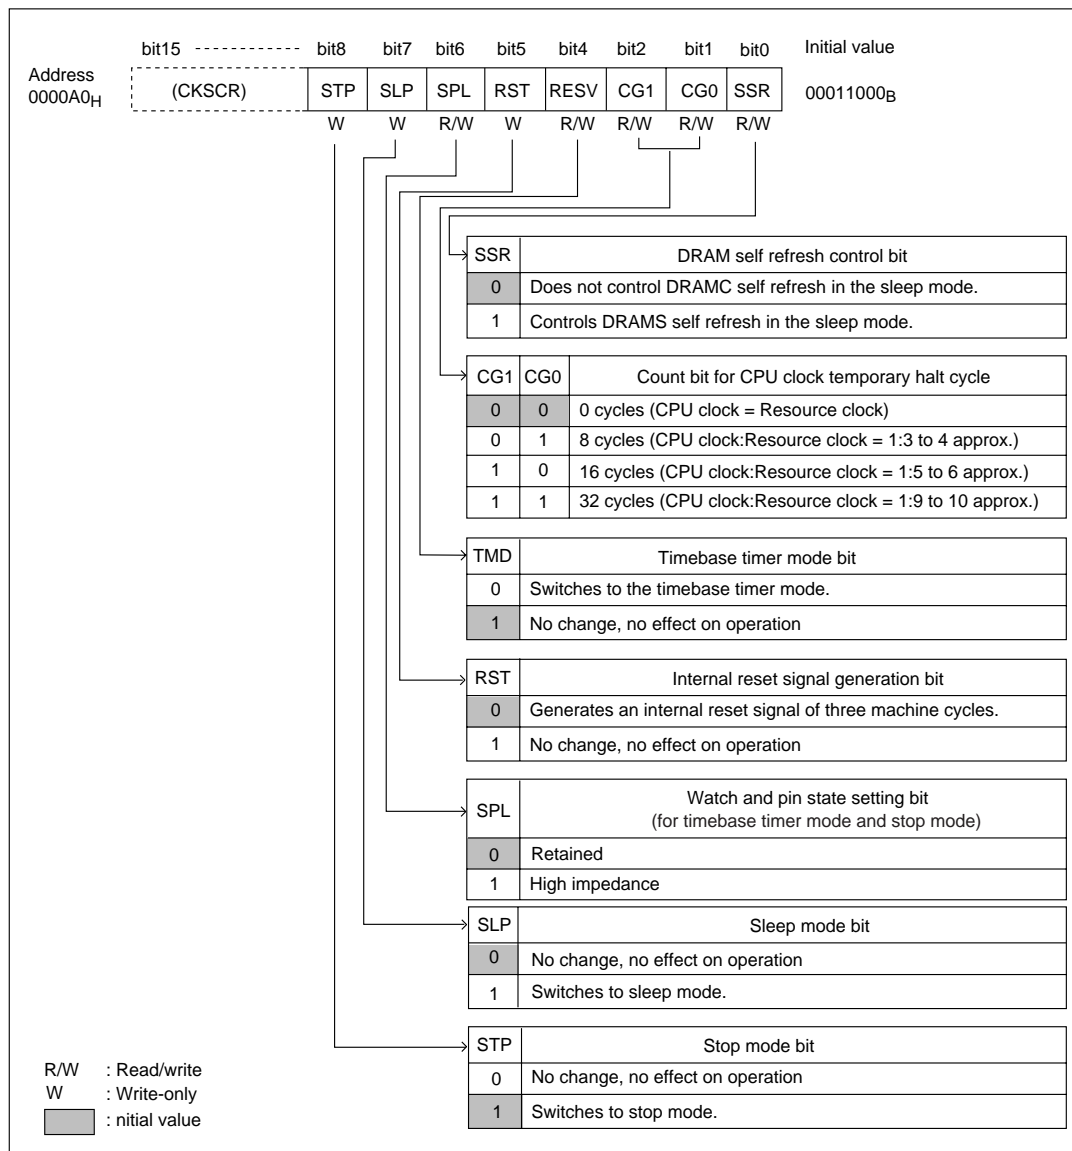 bit15 ---------- bit8 bit7 bit6 bit5 bit4 bit2 bit1 bit0 Initial value
Address
0000A0H (CKSCR) STP SLP SPL RST RESV CG1 CG0 SSR 00011000B
W W R/W W R/W R/W R/W R/W
SSR DRAM self refresh control bit
0 Does not control DRAMC self refresh in the sleep mode.
1 Controls DRAMS self refresh in the sleep mode.
CG1 CG0 Count bit for CPU clock temporary halt cycle
0 0 0 cycles (CPU clock = Resource clock)
0 1 8 cycles (CPU clock:Resource clock = 1:3 to 4 approx.)
1 0 16 cycles (CPU clock:Resource clock = 1:5 to 6 approx.)
1 1 32 cycles (CPU clock:Resource clock = 1:9 to 10 approx.)
TMD Timebase timer mode bit
0 Switches to the timebase timer mode.
1 No change, no effect on operation
RST Internal reset signal generation bit
0 Generates an internal reset signal of three machine cycles.
1 No change, no effect on operation
SPL Watch and pin state setting bit
(for timebase timer mode and stop mode)
0 Retained
1 High impedance
SLP Sleep mode bit
0 No change, no effect on operation
1 Switches to sleep mode.
STP Stop mode bit
0 No change, no effect on operation
1 Switches to stop mode.
R/W : Read/write
W : Write-only
: nitial value